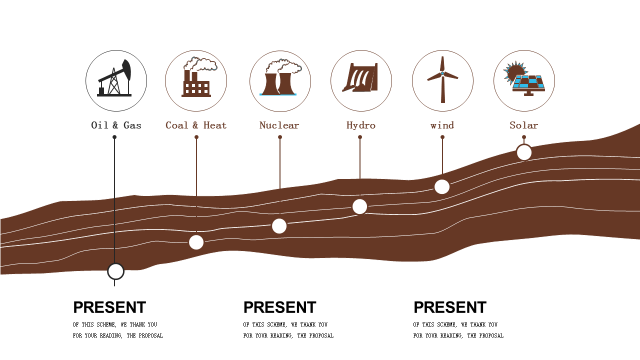 Oil & Gas
Coal & Heat
Nuclear
Hydro
wind
Solar
PRESENT
OF THIS SCHEME, WE THANK YOU
FOR YOUR READING, THE PROPOSAL
PRESENT
OF THIS SCHEME, WE THANK YOU
FOR YOUR READING, THE PROPOSAL
PRESENT
OF THIS SCHEME, WE THANK YOU
FOR YOUR READING, THE PROPOSAL